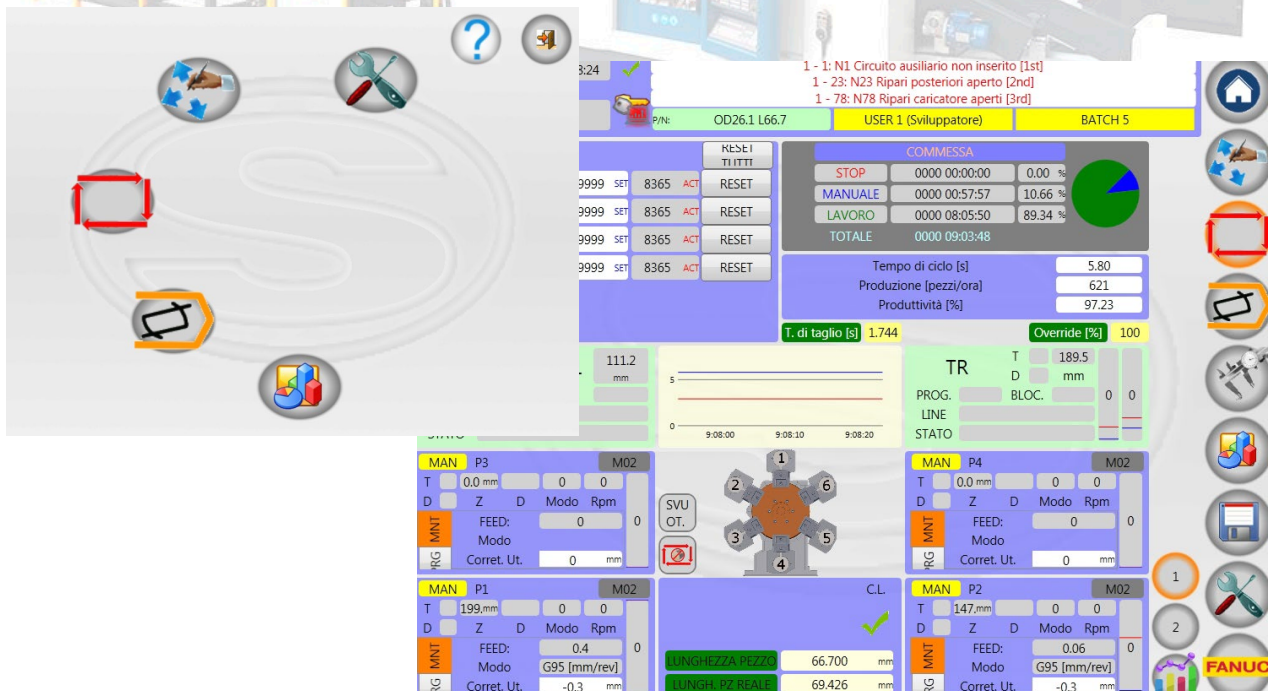 ?
3:24
1 - 1: N1 Circuito ausiliario non inserito [1st]
1 - 23: N23 Ripari posteriori aperto [2nd]
1 - 78: N78 Ripari caricatore aperti [3rd]
P/N: OD26.1 L66.7 USER 1 (Sviluppatore) BATCH 5
RESET TUTTI
9999 SET 8365 ACT RESET
9999 SET 8365 ACT RESET
9999 SET 8365 ACT RESET
9999 SET 8365 ACT RESET
COMMESSA
STOP 0000 00:00:00 0.00 %
MANUALE 0000 00:57:57 10.66 %
LAVORO 0000 08:05:50 89.34 %
TOTALE 0000 09:03:48
Tempo di ciclo [s] 5.80
Produzione [pezzi/ora] 621
Produttività [%] 97.23
T. di taglio [s] 1.744 Override [%] 100
111.2
mm
5
0
9:08:00 9:08:10 9:08:20
TR T 189.5
D mm
PROG. BLOC. 0 0
LINE
STATO
STATO
MAN P3 M02
T 0.0 mm 0 0
D Z D Modo Rpm
MNT FEED: 0 0
Modo
PRG Corret. Ut. 0 mm
1
2 6
3 5
4
SVU
OT.
MAN P4 M02
T 0.0 mm 0 0
D Z D Modo Rpm
MNT FEED: 0 0
Modo
PRG Corret. Ut. 0 mm
MAN P1 M02
T 199,mm 0 0
D Z D Modo Rpm
MNT FEED: 0.4 0
Modo G95 [mm/rev]
Corret. Ut. -0.3 mm
C.L.
LUNGHEZZA PEZZO 66.700 mm
LUNGH. PZ REALE 69.426 mm
MAN P2 M02
T 147,mm 0 0
D Z D Modo Rpm
MNT FEED: 0.06 0
Modo G95 [mm/rev]
Corret. Ut. -0.3 mm
1
2
FANUC